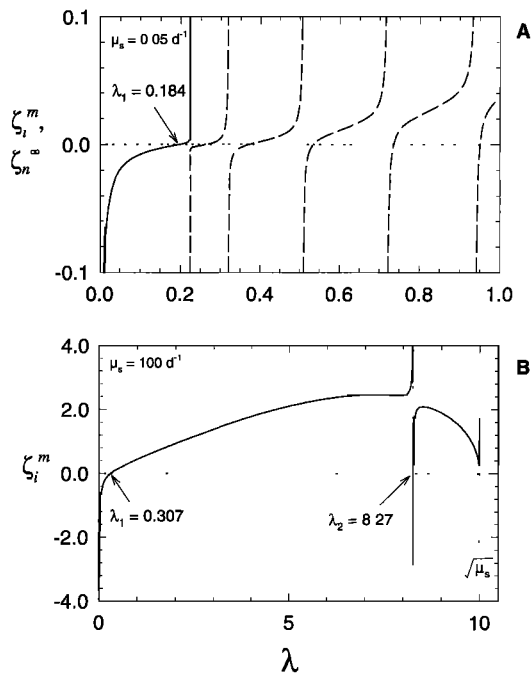 A
μs = 0 05 d⁻¹
0.1
λ1 = 0.184
ζi^m,
ζn^∞
0.0
-0.1
0.0 0.2 0.4 0.6 0.8 1.0
B
μs = 100 d⁻¹
4.0
2.0
ζi^m
0.0
λ1 = 0.307
λ2 = 8 27
-2.0
√μs
-4.0
0 5 10
λ